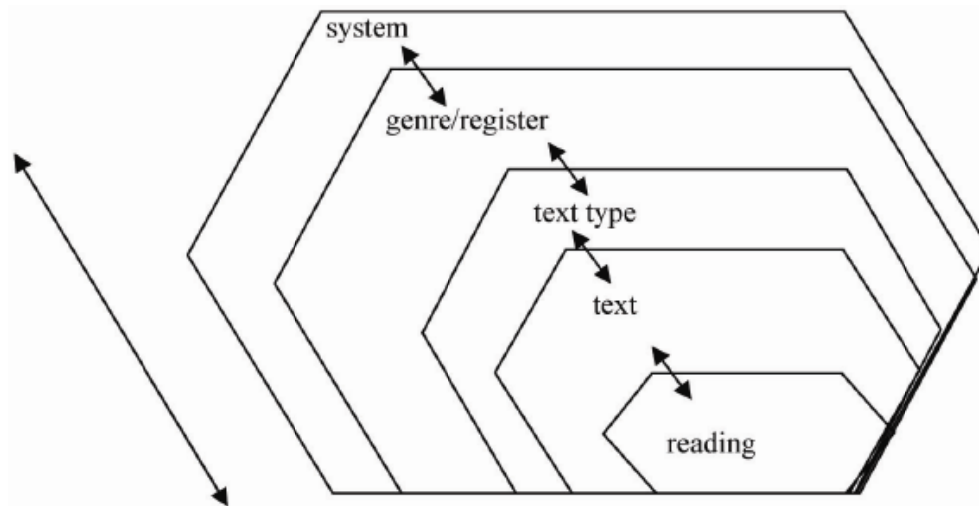 system
genre/register
text type
text
reading